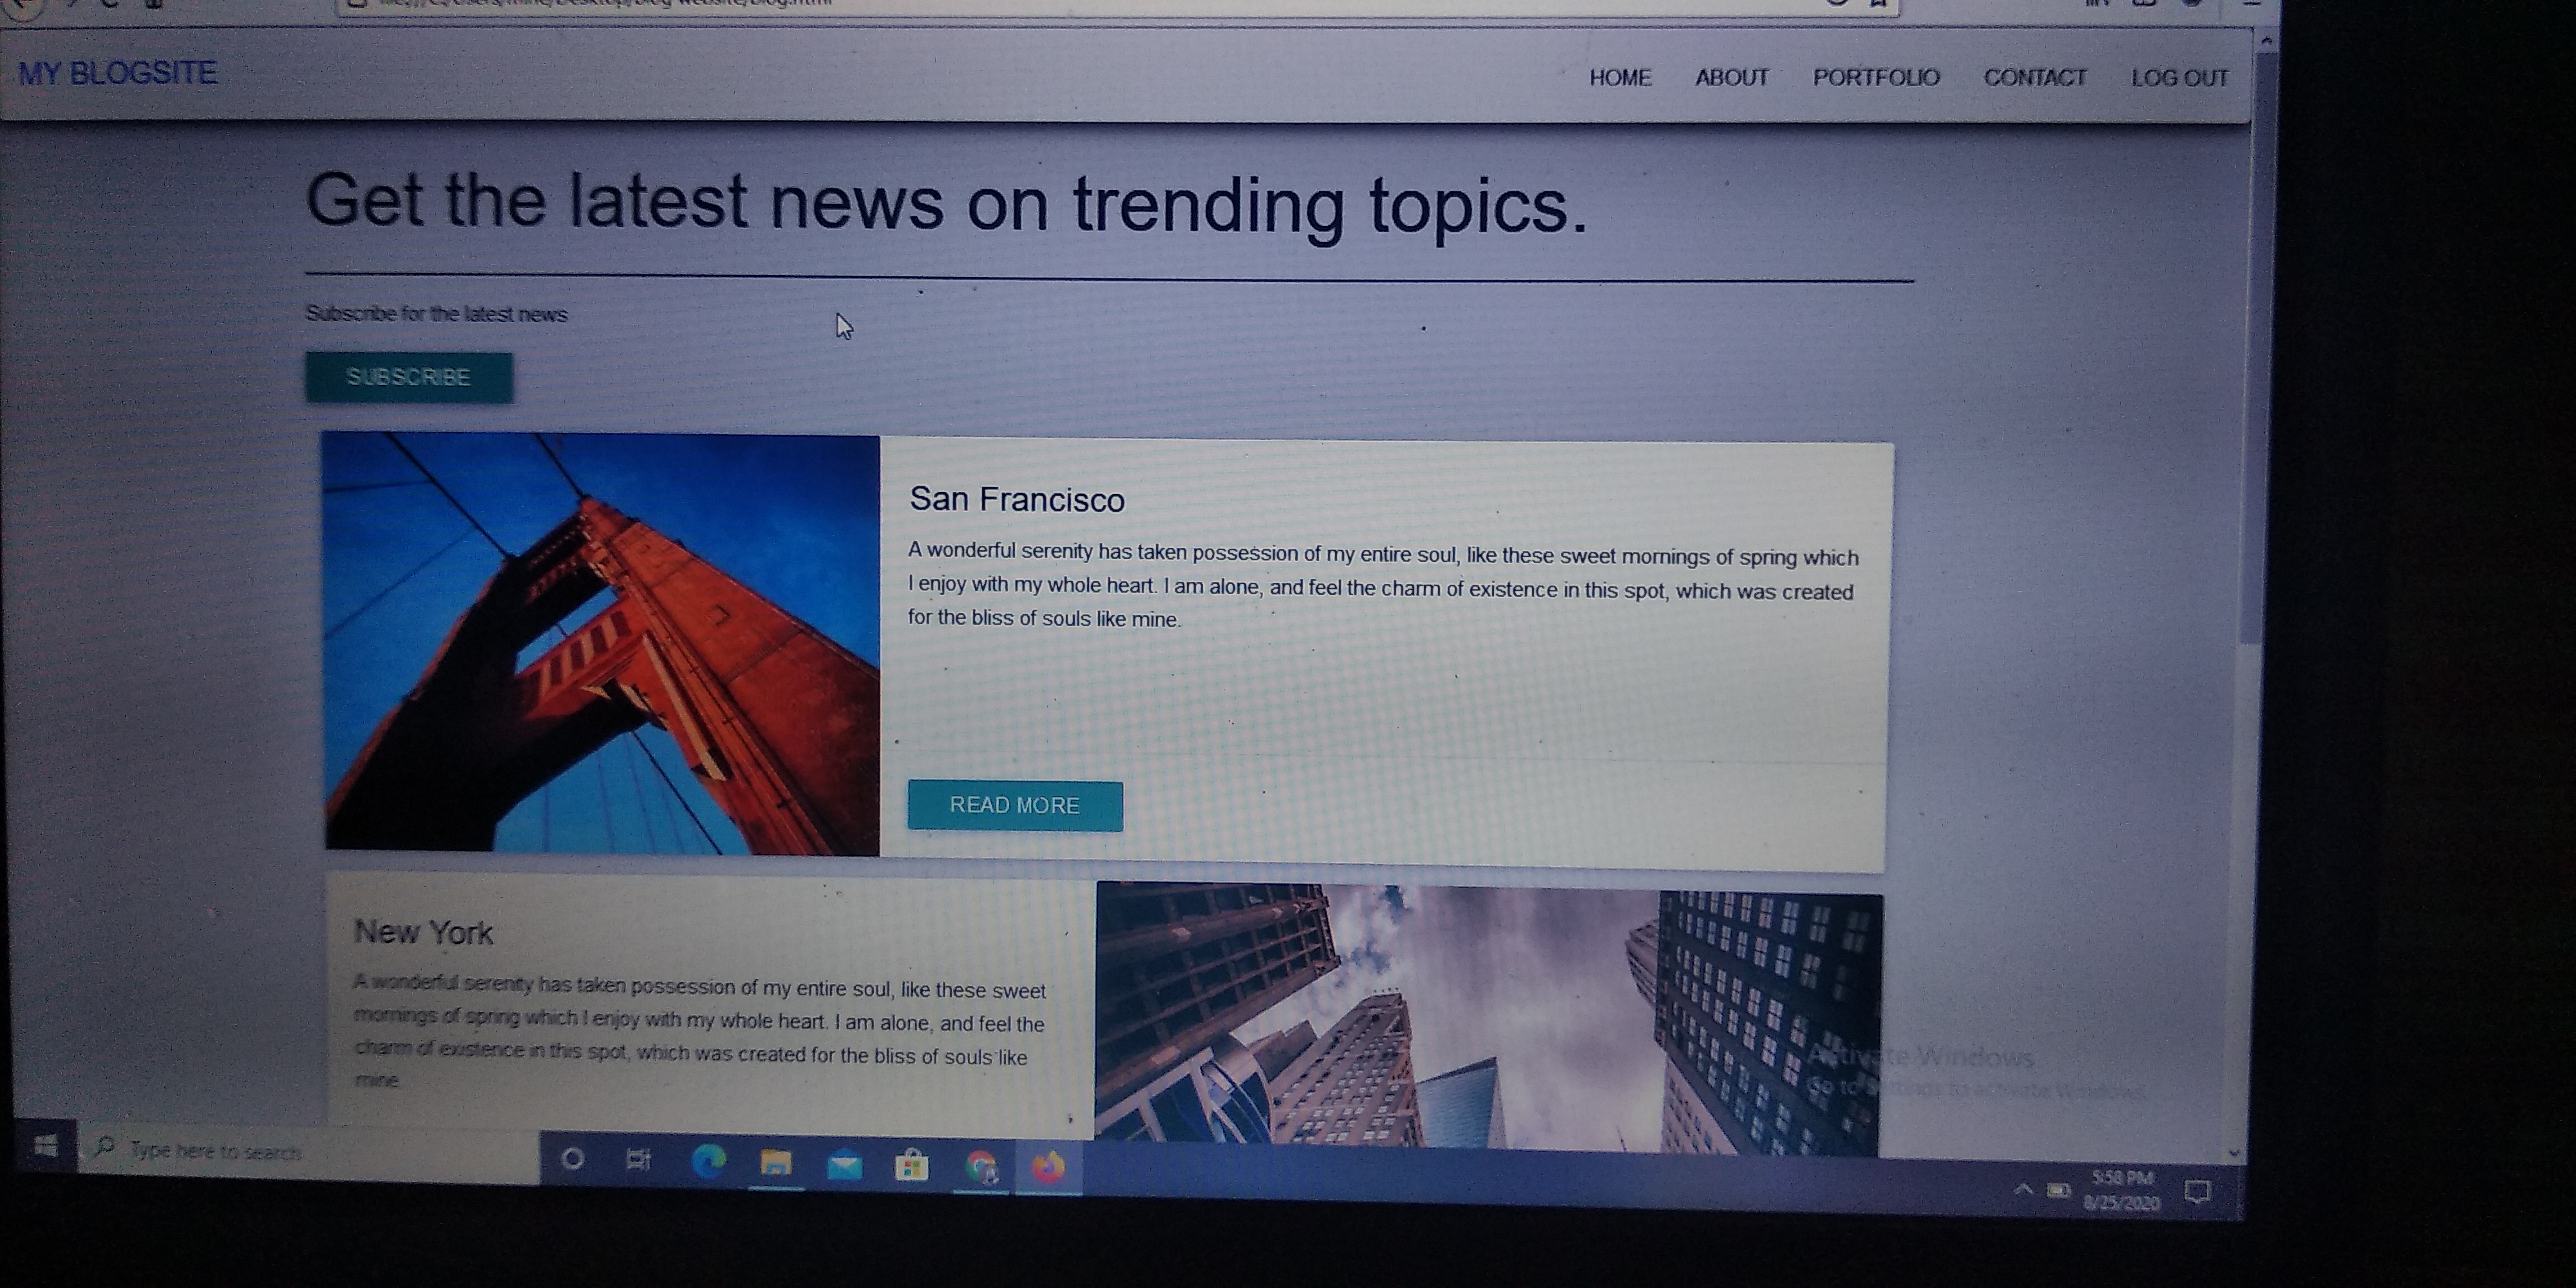 MY BLOGSITE
HOME ABOUT PORTFOLIO CONTACT LOG OUT
Get the latest news on trending topics.
Subscribe for the latest news
SUBSCRIBE
San Francisco
A wonderful serenity has taken possession of my entire soul, like these sweet mornings of spring which
I enjoy with my whole heart. I am alone, and feel the charm of existence in this spot, which was created
for the bliss of souls like mine.
READ MORE
New York
A wonderful serenity has taken possession of my entire soul, like these sweet
mornings of spring which I enjoy with my whole heart. I am alone, and feel the
charm of existence in this spot, which was created for the bliss of souls like
mine.
Activate Windows
Go to Settings to activate Windows.
Type here to search
5:58 PM
8/25/2020